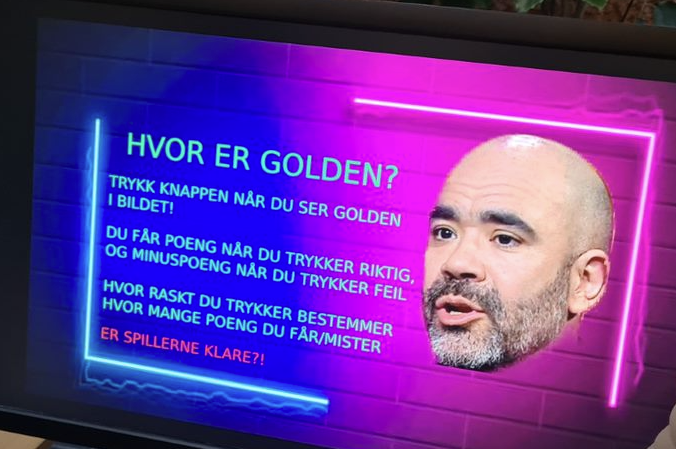 HVOR ER GOLDEN?
TRYKK KNAPPEN NÅR DU SER GOLDEN
I BILDET!
DU FÅR POENG NÅR DU TRYKKER RIKTIG,
OG MINUSPOENG NÅR DU TRYKKER FEIL
HVOR RASKT DU TRYKKER BESTEMMER
HVOR MANGE POENG DU FÅR/MISTER
ER SPILLERNE KLARE?!